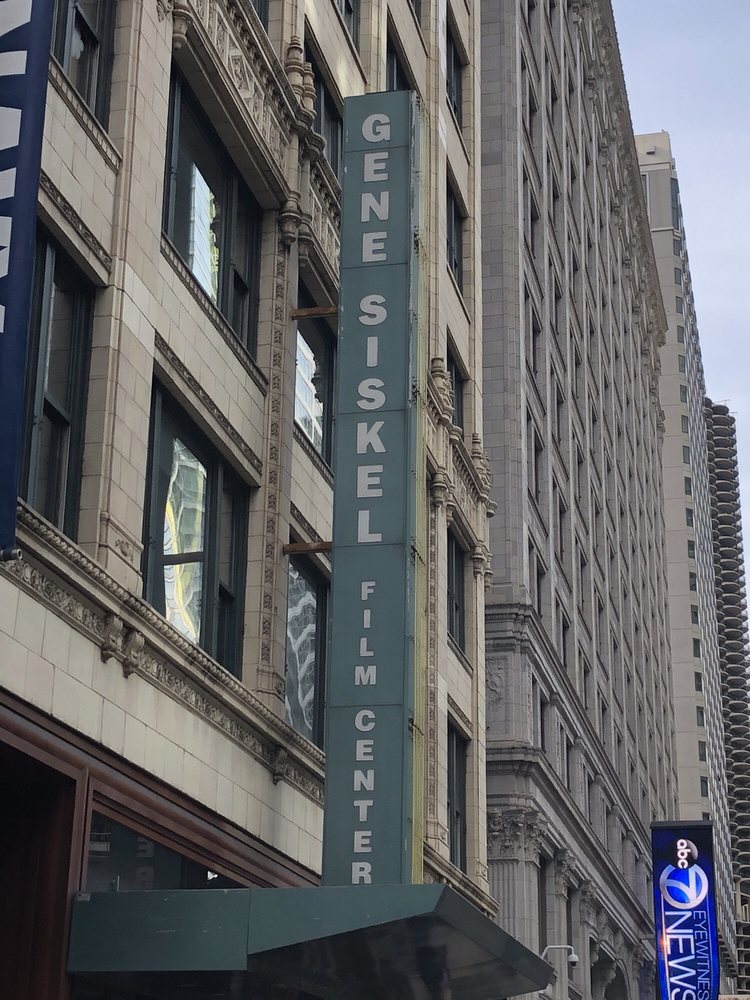 GENE SISKEL FILM CENTER
abc 7
EYEWITNESS
NEWS